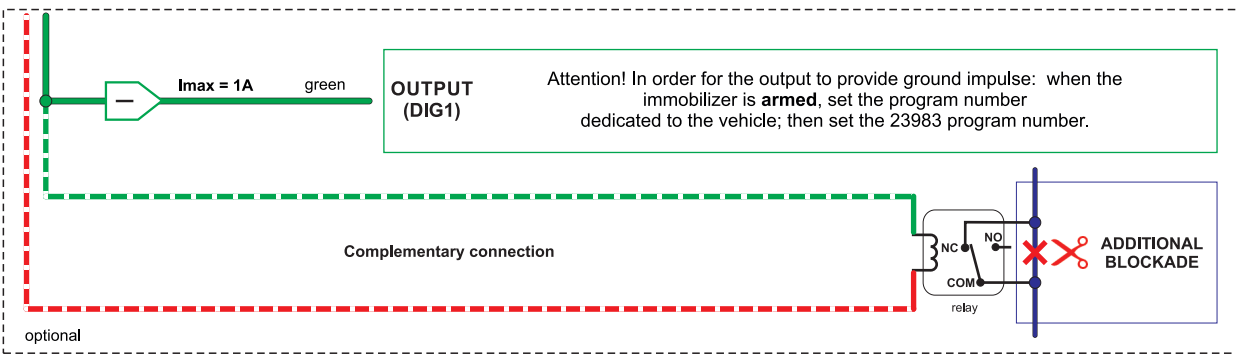 Imax = 1A
green
OUTPUT
(DIG1)
Attention! In order for the output to provide ground impulse: when the
immobilizer is armed, set the program number
dedicated to the vehicle; then set the 23983 program number.
Complementary connection
NC
NO
COM
relay
ADDITIONAL
BLOCKADE
optional